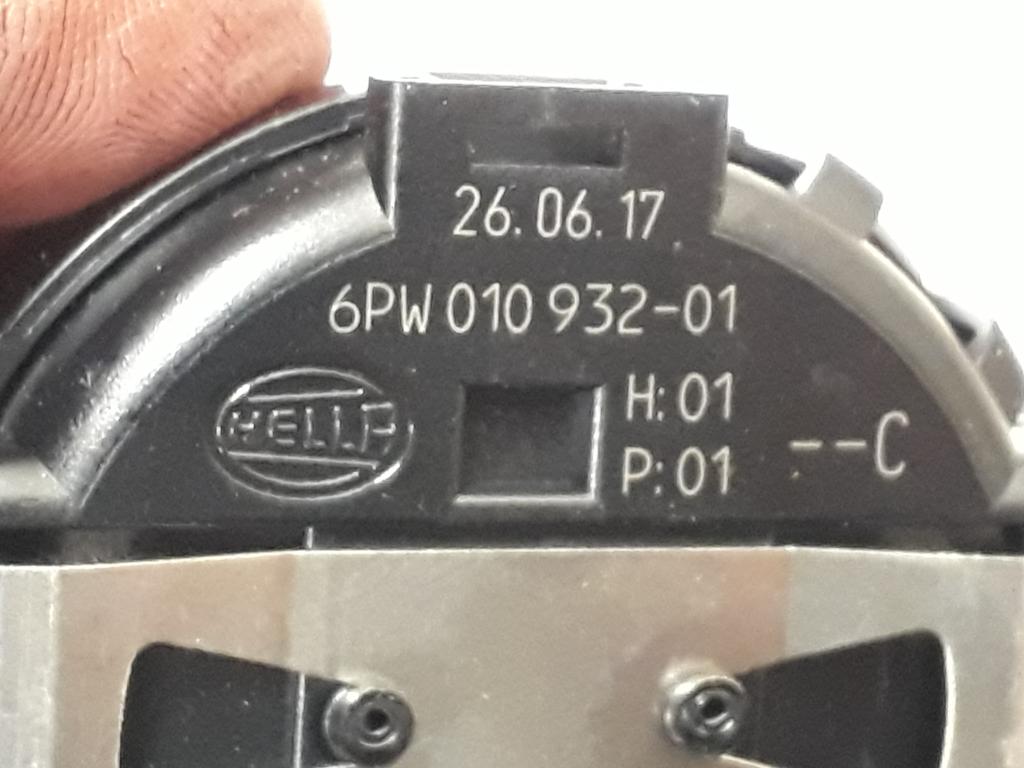 26.06.17
6PW 010 932-01
HELLA
H: 01
P: 01
--C